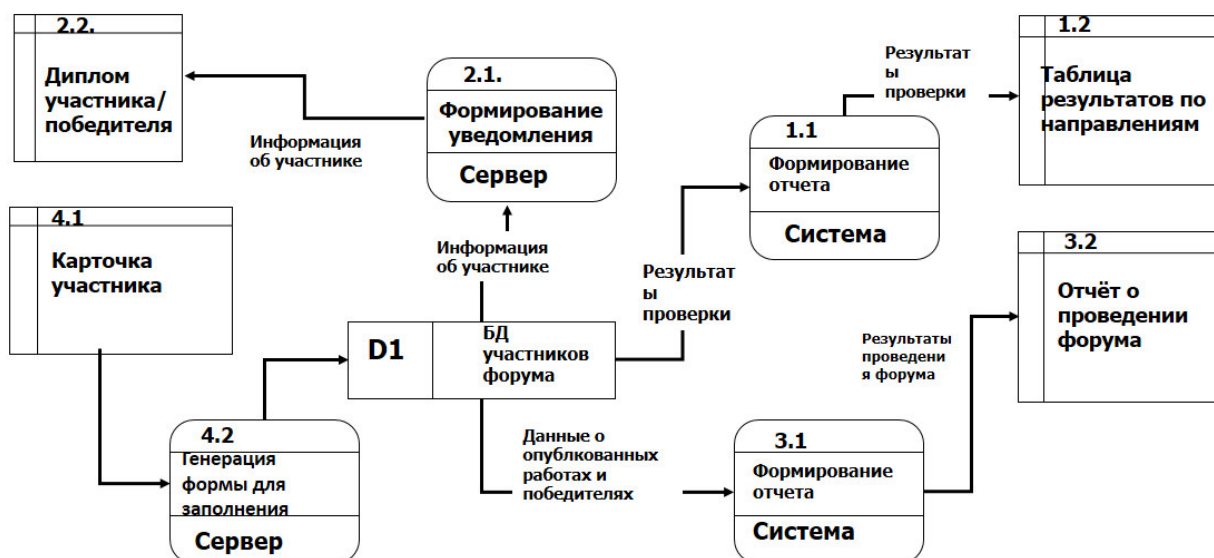 2.2.
Диплом
участника/
победителя
Информация
об участнике
2.1.
Формирование
уведомления
Сервер
Результат
ы
проверки
1.2
Таблица
результатов по
направлениям
1.1
Формирование
отчета
Система
4.1
Карточка
участника
Информация
об участнике
Результат
ы
проверки
3.2
Отчёт о
проведении
форума
D1
БД
участников
форума
Результаты
проведени
я форума
4.2
Генерация
формы для
заполнения
Сервер
Данные о
опублкованных
работах и
победителях
3.1
Формирование
отчета
Система